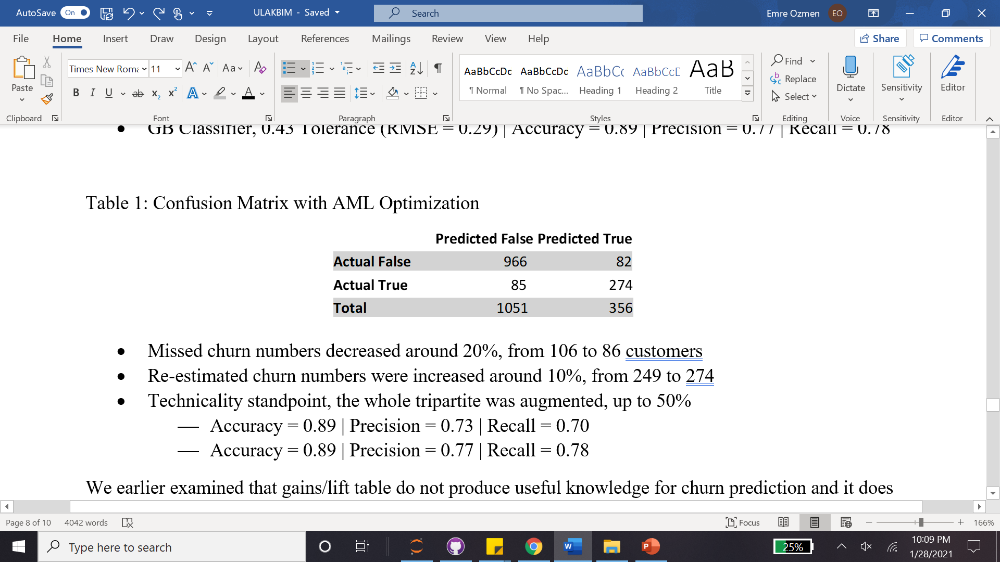 AutoSave On ULAKBIM - Saved Search Emre Ozmen EO
File Home Insert Draw Design Layout References Mailings Review View Help Share Comments
Times New Roma 11 Aa
AaBbCcDc AaBbCcDc AaBbCc AaBbCcD AaB
Find
Replace
Select
Paste
¶ Normal ¶ No Spac... Heading 1 Heading 2 Title
Dictate Sensitivity Editor
Clipboard Font Paragraph Styles Editing Voice Sensitivity Editor
• GB Classifier, 0.43 Tolerance (RMSE = 0.29) | Accuracy = 0.89 | Precision = 0.77 | Recall = 0.78
Table 1: Confusion Matrix with AML Optimization
Predicted False Predicted True
Actual False 966 82
Actual True 85 274
Total 1051 356
• Missed churn numbers decreased around 20%, from 106 to 86 customers
• Re-estimated churn numbers were increased around 10%, from 249 to 274
• Technicality standpoint, the whole tripartite was augmented, up to 50%
— Accuracy = 0.89 | Precision = 0.73 | Recall = 0.70
— Accuracy = 0.89 | Precision = 0.77 | Recall = 0.78
We earlier examined that gains/lift table do not produce useful knowledge for churn prediction and it does
Page 8 of 10 4042 words Focus 166%
Type here to search 25% 10:09 PM
1/28/2021